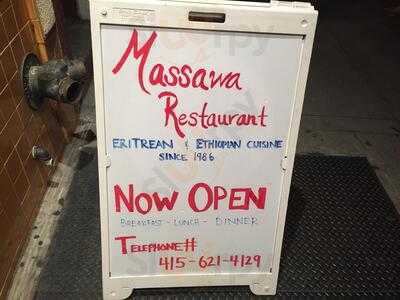 Massawa
Restaurant
ERITREAN & ETHIOPIAN CUISINE
SINCE 1986
NOW OPEN
BREAKFAST - LUNCH - DINNER
TELEPHONE#
415-621-4129